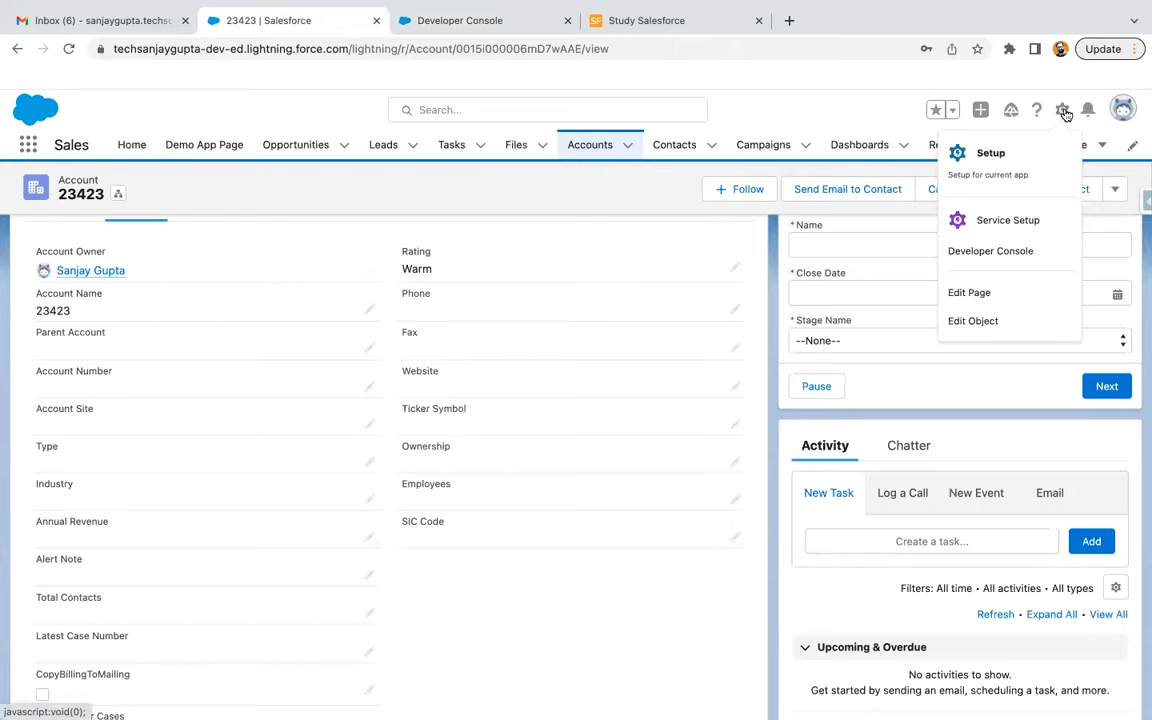 Inbox (6) - sanjaygupta.techsc
23423 | Salesforce
Developer Console
SF
Study Salesforce
techsanjaygupta-dev-ed.lightning.force.com/lightning/r/Account/0015i000006mD7wAAE/view
Update
Search...
Sales
Home
Demo App Page
Opportunities
Leads
Tasks
Files
Accounts
Contacts
Campaigns
Dashboards
Re
e
Account
23423
Follow
Send Email to Contact
Ca
ct
Setup
Setup for current app
Service Setup
Developer Console
Edit Page
Edit Object
Account Owner
Sanjay Gupta
Rating
Warm
Account Name
23423
Phone
Parent Account
Fax
Account Number
Website
Account Site
Ticker Symbol
Type
Ownership
Industry
Employees
Annual Revenue
SIC Code
Alert Note
Total Contacts
Latest Case Number
CopyBillingToMailing
r Cases
javascript:void(0);
* Name
* Close Date
* Stage Name
--None--
Pause
Next
Activity
Chatter
New Task
Log a Call
New Event
Email
Create a task...
Add
Filters: All time • All activities • All types
Refresh • Expand All • View All
Upcoming & Overdue
No activities to show.
Get started by sending an email, scheduling a task, and more.